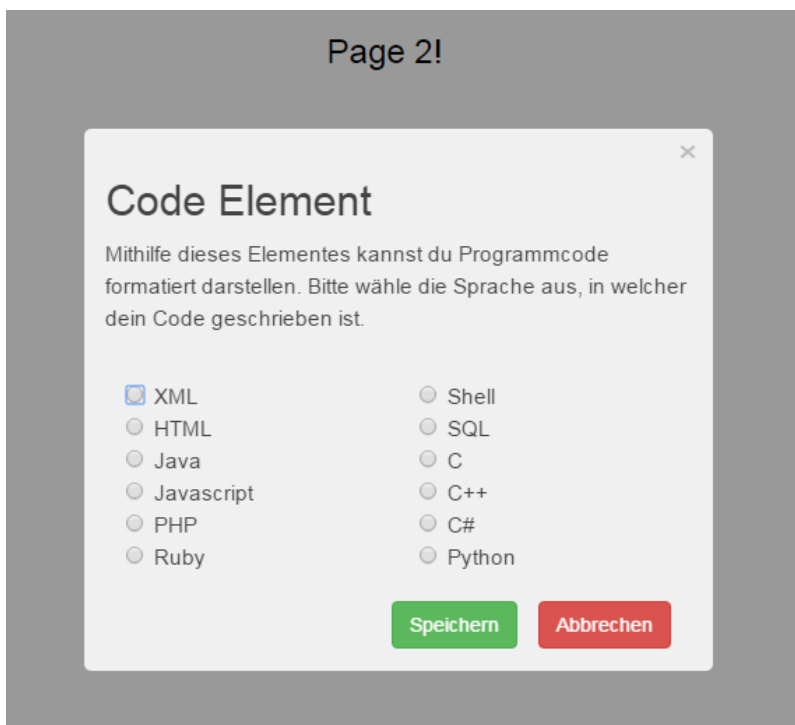 Page 2!
×
Code Element
Mithilfe dieses Elementes kannst du Programmcode
formatiert darstellen. Bitte wähle die Sprache aus, in welcher
dein Code geschrieben ist.
XML
HTML
Java
Javascript
PHP
Ruby
Shell
SQL
C
C++
C#
Python
Speichern
Abbrechen